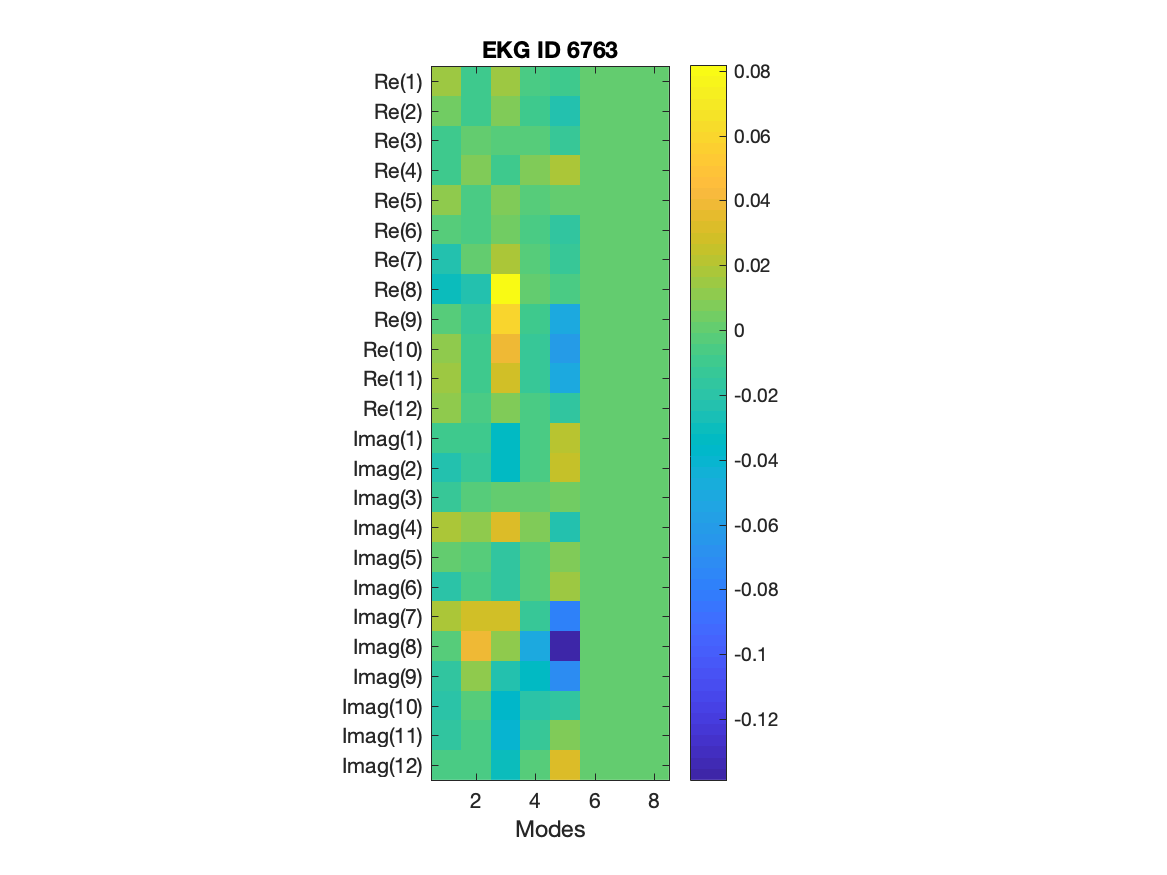 EKG ID 6763
Re(1)
Re(2)
Re(3)
Re(4)
Re(5)
Re(6)
Re(7)
Re(8)
Re(9)
Re(10)
Re(11)
Re(12)
Imag(1)
Imag(2)
Imag(3)
Imag(4)
Imag(5)
Imag(6)
Imag(7)
Imag(8)
Imag(9)
Imag(10)
Imag(11)
Imag(12)
2 4 6 8
Modes
0.08
0.06
0.04
0.02
0
-0.02
-0.04
-0.06
-0.08
-0.1
-0.12